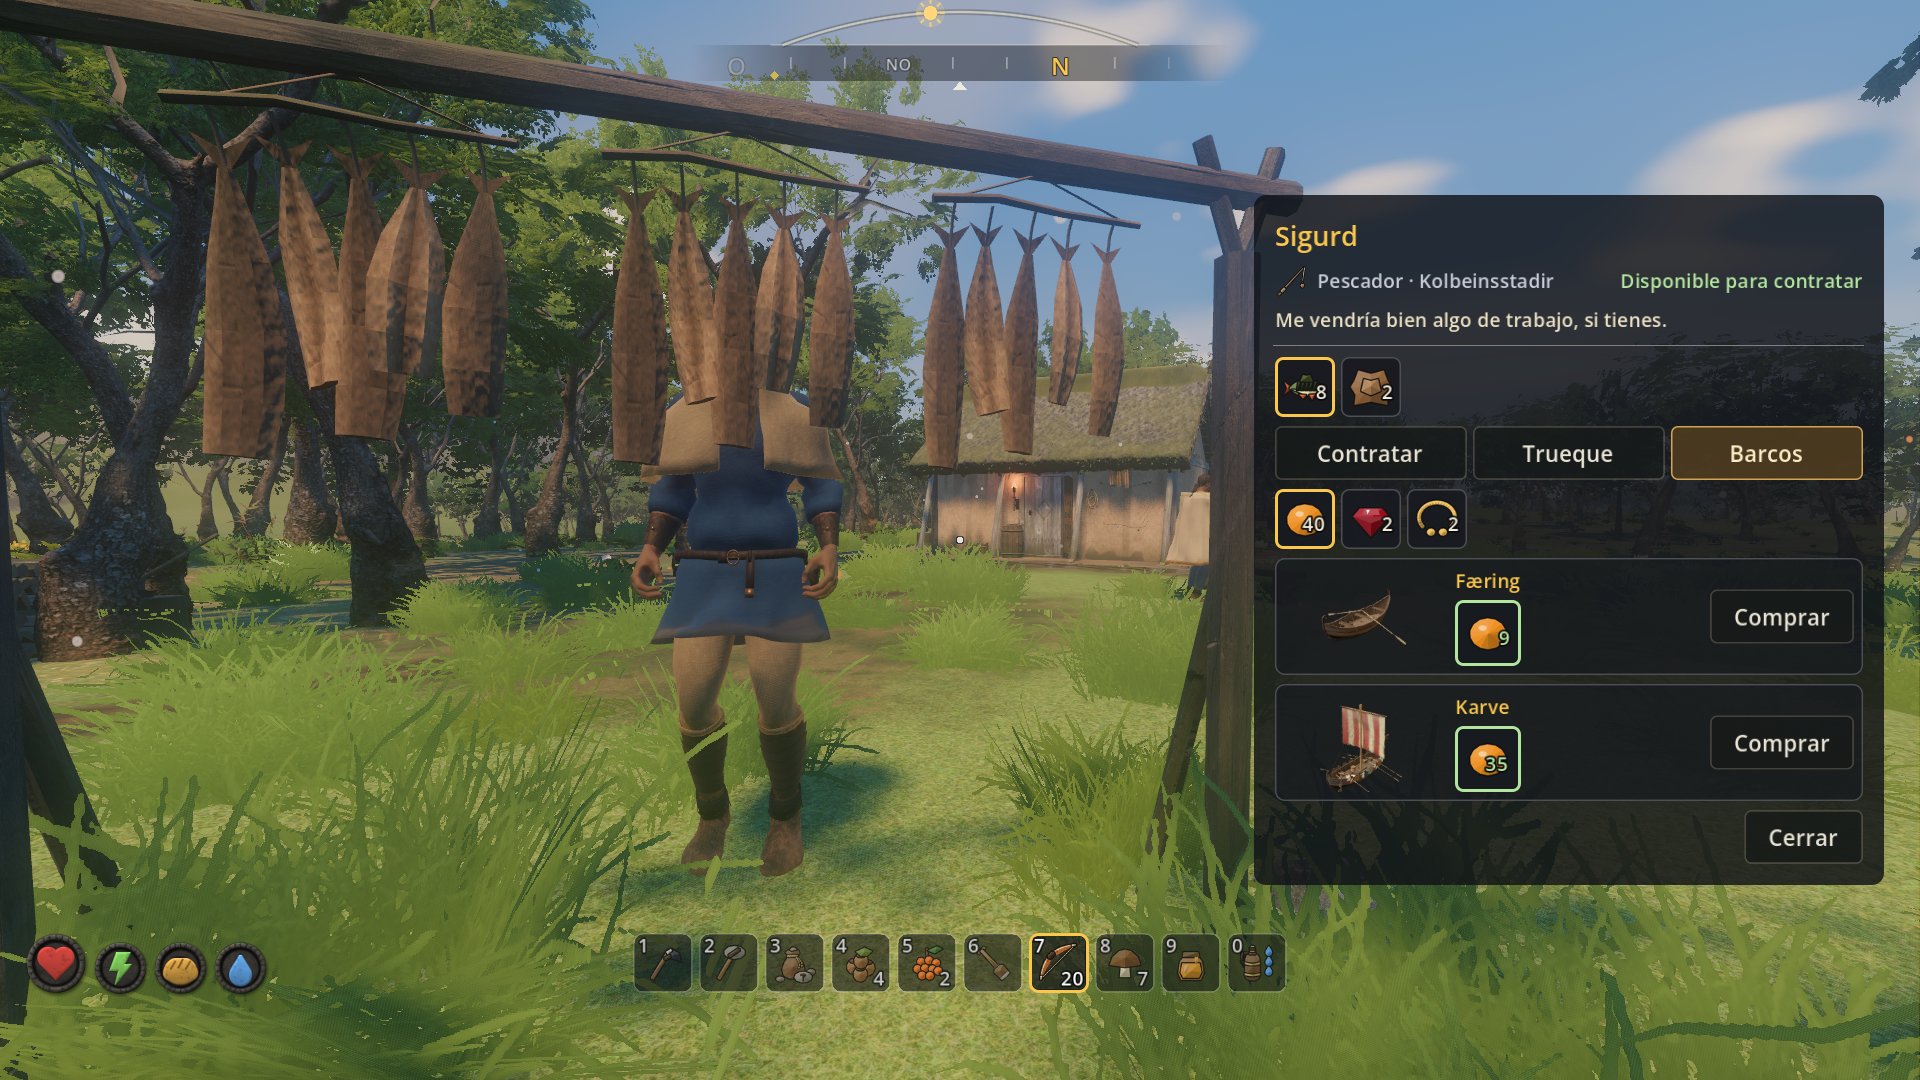 O NO N
Sigurd
Pescador · Kolbeinsstadir Disponible para contratar
Me vendría bien algo de trabajo, si tienes.
8 2
Contratar Trueque Barcos
40 2 2
Færing
9
Comprar
Karve
35
Comprar
Cerrar
1 2 3 4 5 6 7 8 9 0
4 2 20 7